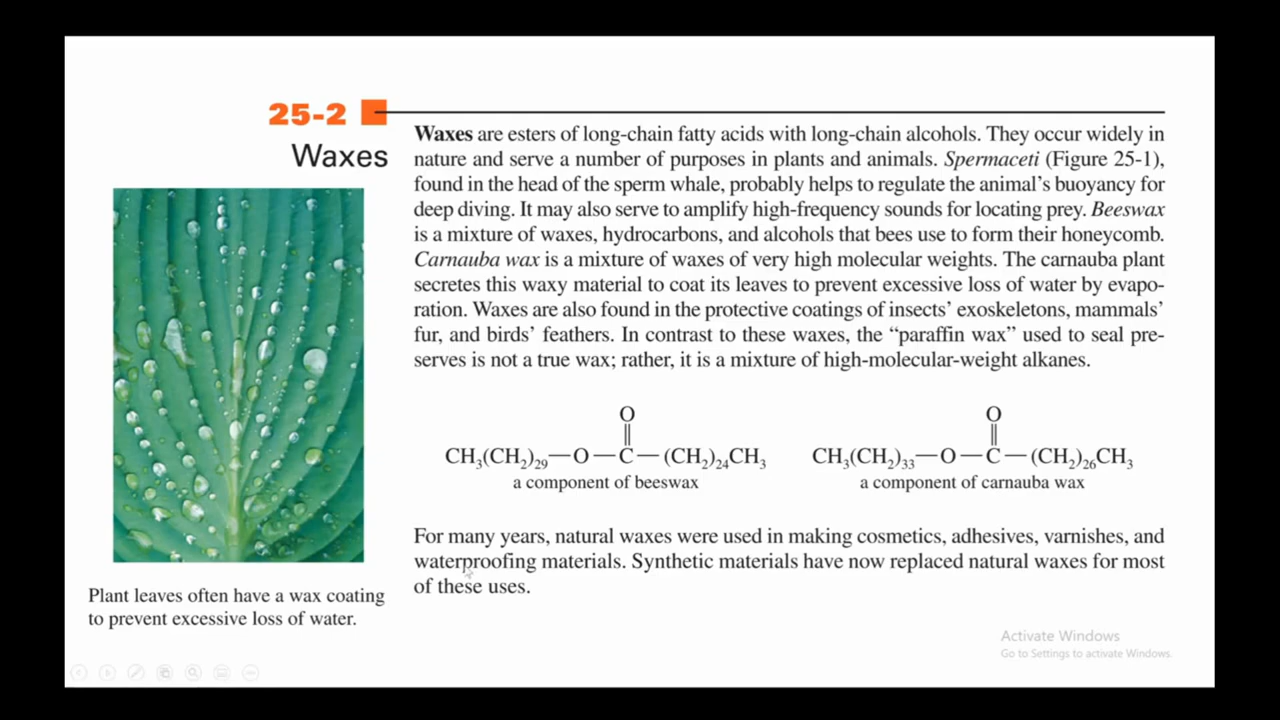 25-2
Waxes
Waxes are esters of long-chain fatty acids with long-chain alcohols. They occur widely in
nature and serve a number of purposes in plants and animals. Spermaceti (Figure 25-1),
found in the head of the sperm whale, probably helps to regulate the animal's buoyancy for
deep diving. It may also serve to amplify high-frequency sounds for locating prey. Beeswax
is a mixture of waxes, hydrocarbons, and alcohols that bees use to form their honeycomb.
Carnauba wax is a mixture of waxes of very high molecular weights. The carnauba plant
secretes this waxy material to coat its leaves to prevent excessive loss of water by evapo-
ration. Waxes are also found in the protective coatings of insects' exoskeletons, mammals'
fur, and birds' feathers. In contrast to these waxes, the “paraffin wax” used to seal pre-
serves is not a true wax; rather, it is a mixture of high-molecular-weight alkanes.
O
CH₃(CH₂)₂₉—O—C—(CH₂)₂₄CH₃
a component of beeswax
O
CH₃(CH₂)₃₃—O—C—(CH₂)₂₆CH₃
a component of carnauba wax
For many years, natural waxes were used in making cosmetics, adhesives, varnishes, and
waterproofing materials. Synthetic materials have now replaced natural waxes for most
of these uses.
Plant leaves often have a wax coating
to prevent excessive loss of water.
Activate Windows
Go to Settings to activate Windows.